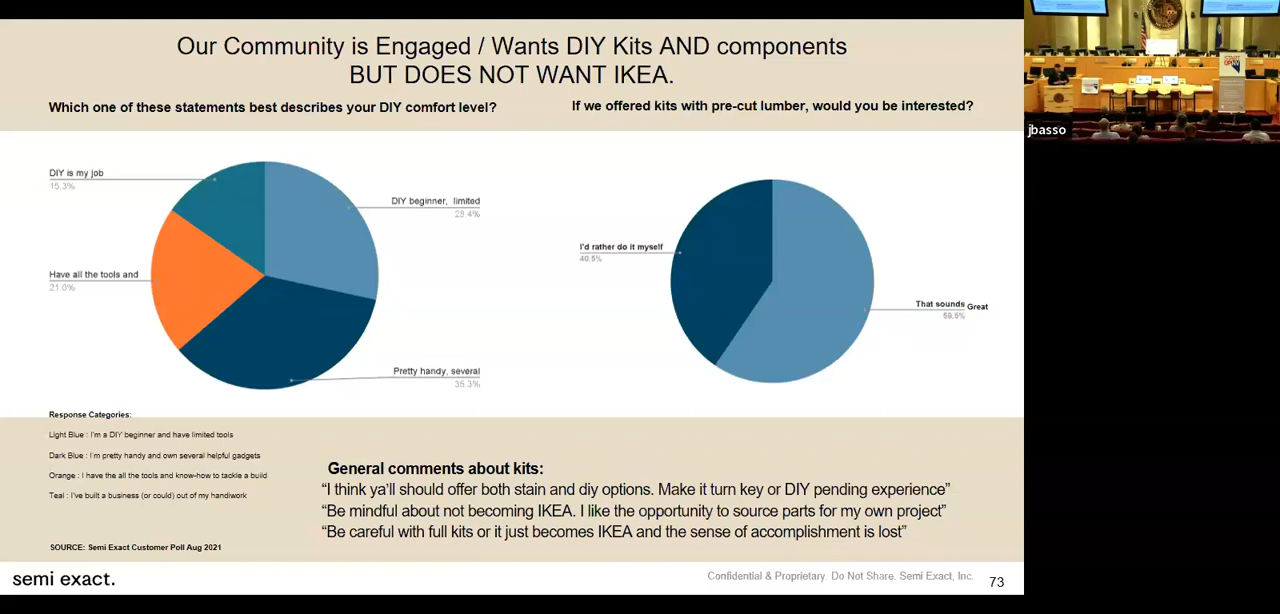 Our Community is Engaged / Wants DIY Kits AND components
BUT DOES NOT WANT IKEA.
Which one of these statements best describes your DIY comfort level?
If we offered kits with pre-cut lumber, would you be interested?
DIY is my job
15.3%
DIY beginner, limited
28.4%
Have all the tools and
21.0%
Pretty handy, several
35.3%
I'd rather do it myself
40.5%
That sounds Great
59.5%
Response Categories:
Light Blue : I'm a DIY beginner and have limited tools
Dark Blue : I'm pretty handy and own several helpful gadgets
Orange : I have the all the tools and know-how to tackle a build
Teal : I've built a business (or could) out of my handiwork
SOURCE: Semi Exact Customer Poll Aug 2021
General comments about kits:
“I think ya'll should offer both stain and diy options. Make it turn key or DIY pending experience”
“Be mindful about not becoming IKEA. I like the opportunity to source parts for my own project”
“Be careful with full kits or it just becomes IKEA and the sense of accomplishment is lost”
semi exact.
Confidential & Proprietary. Do Not Share. Semi Exact, Inc.
73
jbasso